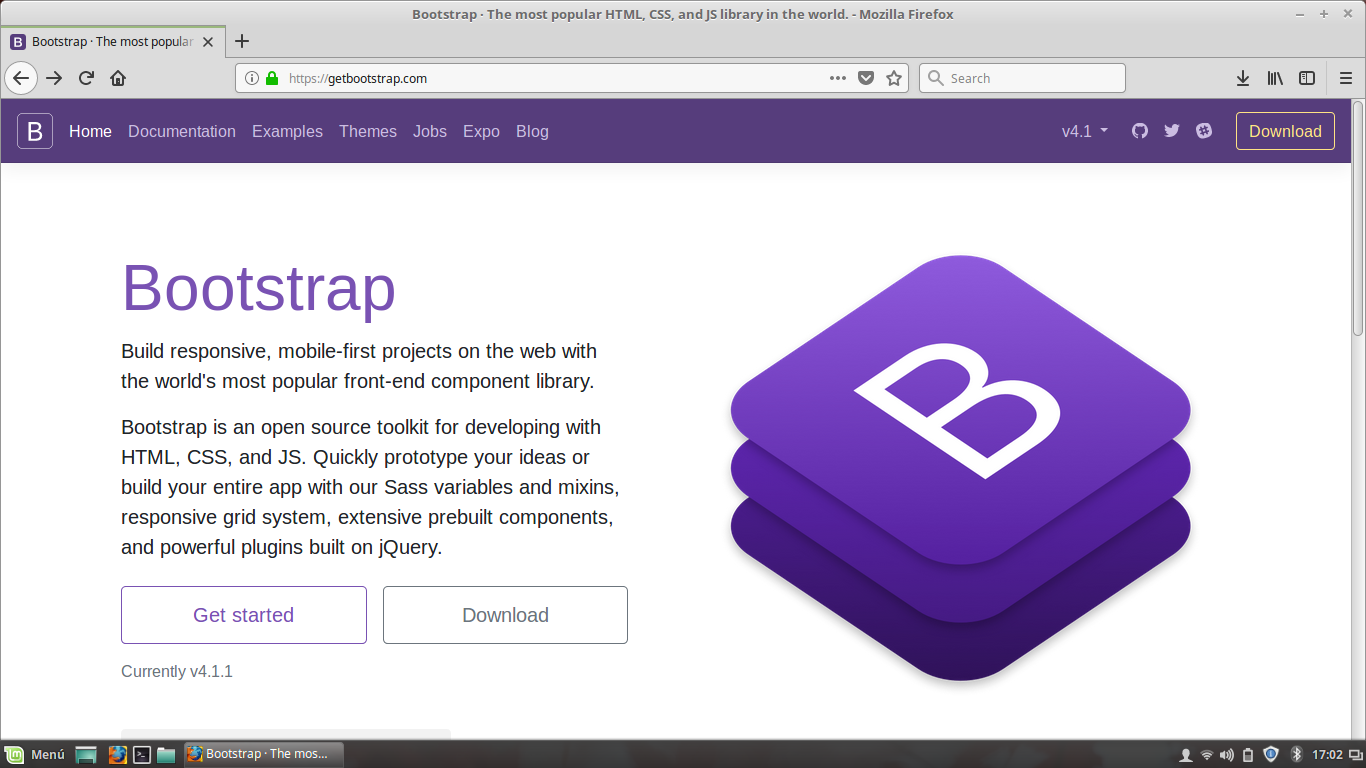 Bootstrap · The most popular HTML, CSS, and JS library in the world. - Mozilla Firefox
Bootstrap · The most popular
https://getbootstrap.com
Search
B Home Documentation Examples Themes Jobs Expo Blog v4.1 Download
Bootstrap
Build responsive, mobile-first projects on the web with
the world's most popular front-end component library.
Bootstrap is an open source toolkit for developing with
HTML, CSS, and JS. Quickly prototype your ideas or
build your entire app with our Sass variables and mixins,
responsive grid system, extensive prebuilt components,
and powerful plugins built on jQuery.
B
Get started Download
Currently v4.1.1
Menú Bootstrap · The mos... 17:02